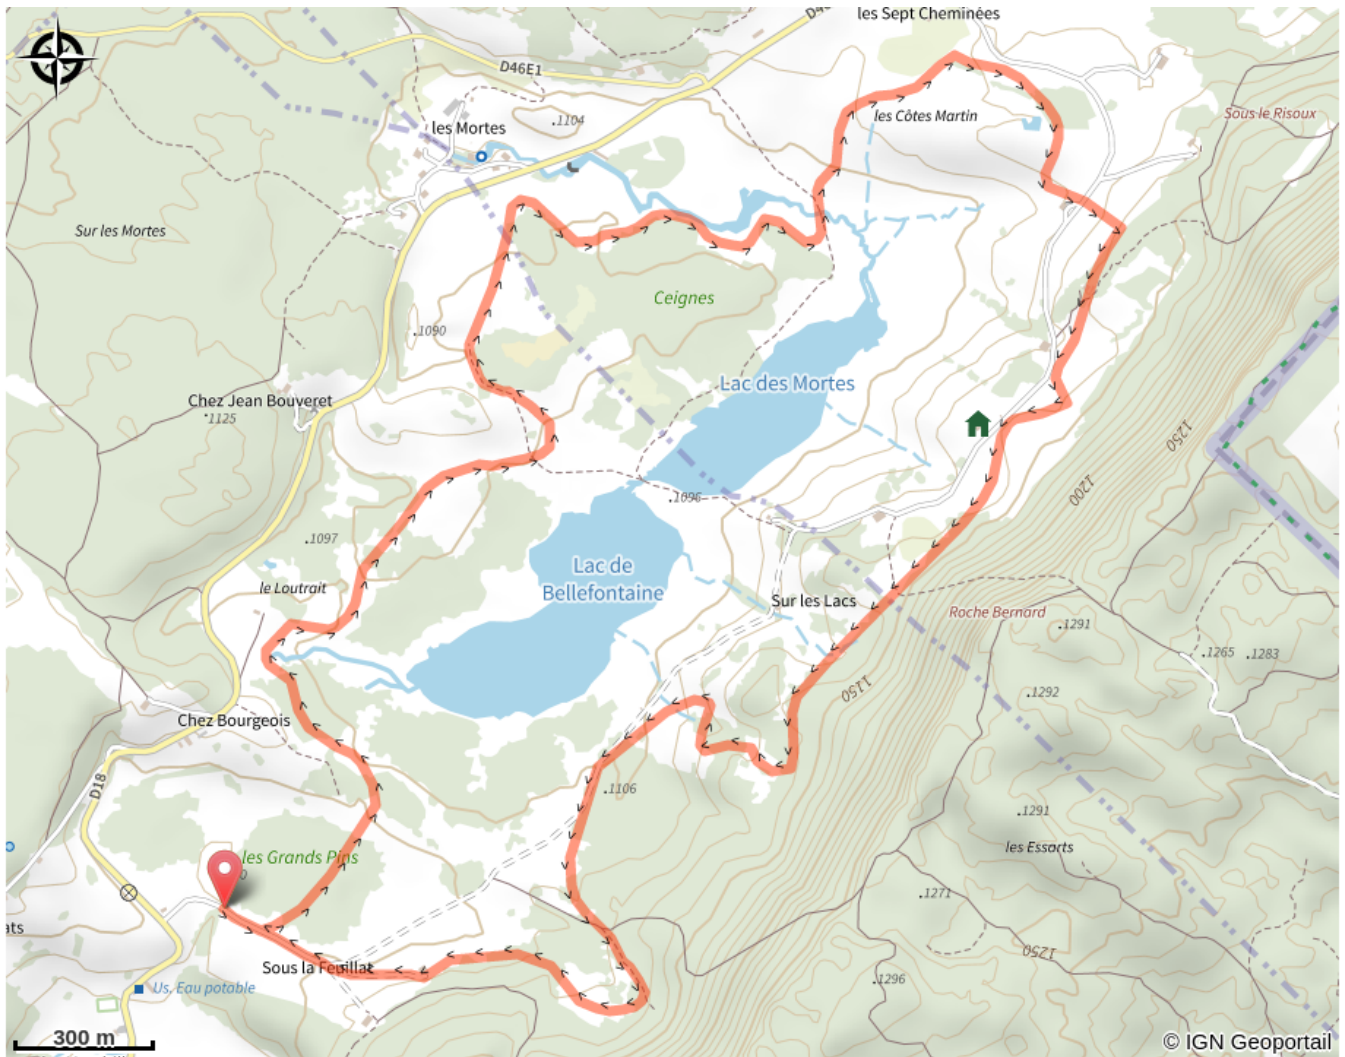 les Sept Cheminées
D46E1
les Côtes Martin
Sous le Risoux
.1104
les Mortes
Sur les Mortes
Ceignes
.1090
Lac des Mortes
Chez Jean Bouveret
.1125
1250
1200
.1096
.1097
Lac de
Bellefontaine
le Loutrait
Sur les Lacs
Roche Bernard
.1291
.1265
.1283
1150
.1292
Chez Bourgeois
D18
.1106
.1291
les Essarts
les Grands Pins
.1271
ats
Sous la Feuillat
1250
.1296
Us. Eau potable
300 m
© IGN Geoportail